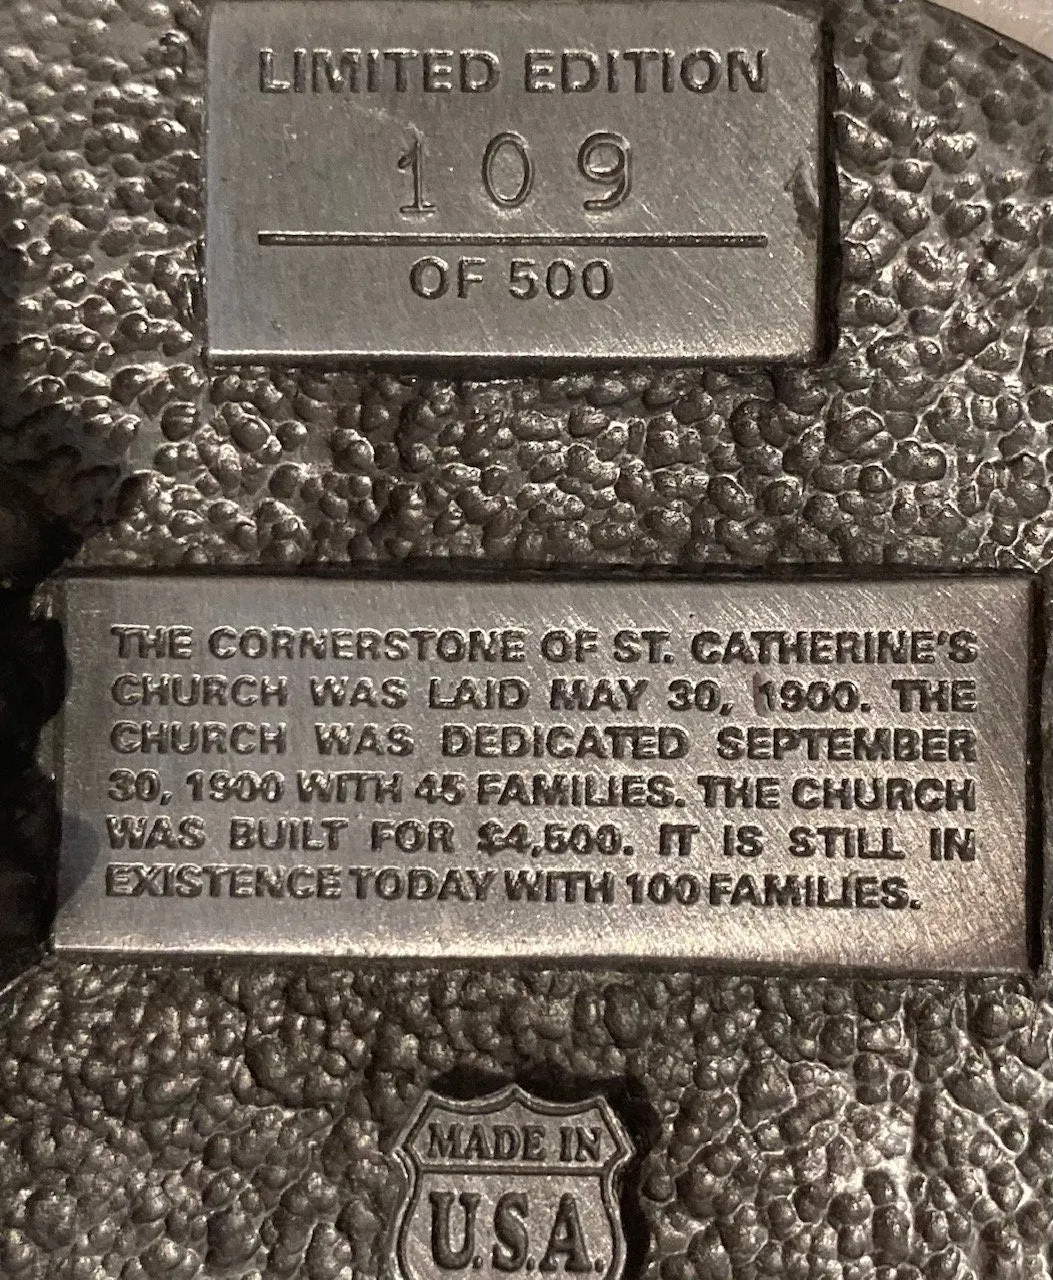 LIMITED EDITION
109
OF 500
THE CORNERSTONE OF ST. CATHERINE'S
CHURCH WAS LAID MAY 30, 1900. THE
CHURCH WAS DEDICATED SEPTEMBER
30, 1900 WITH 45 FAMILIES. THE CHURCH
WAS BUILT FOR $4,500. IT IS STILL IN
EXISTENCE TODAY WITH 100 FAMILIES.
MADE IN
U.S.A.